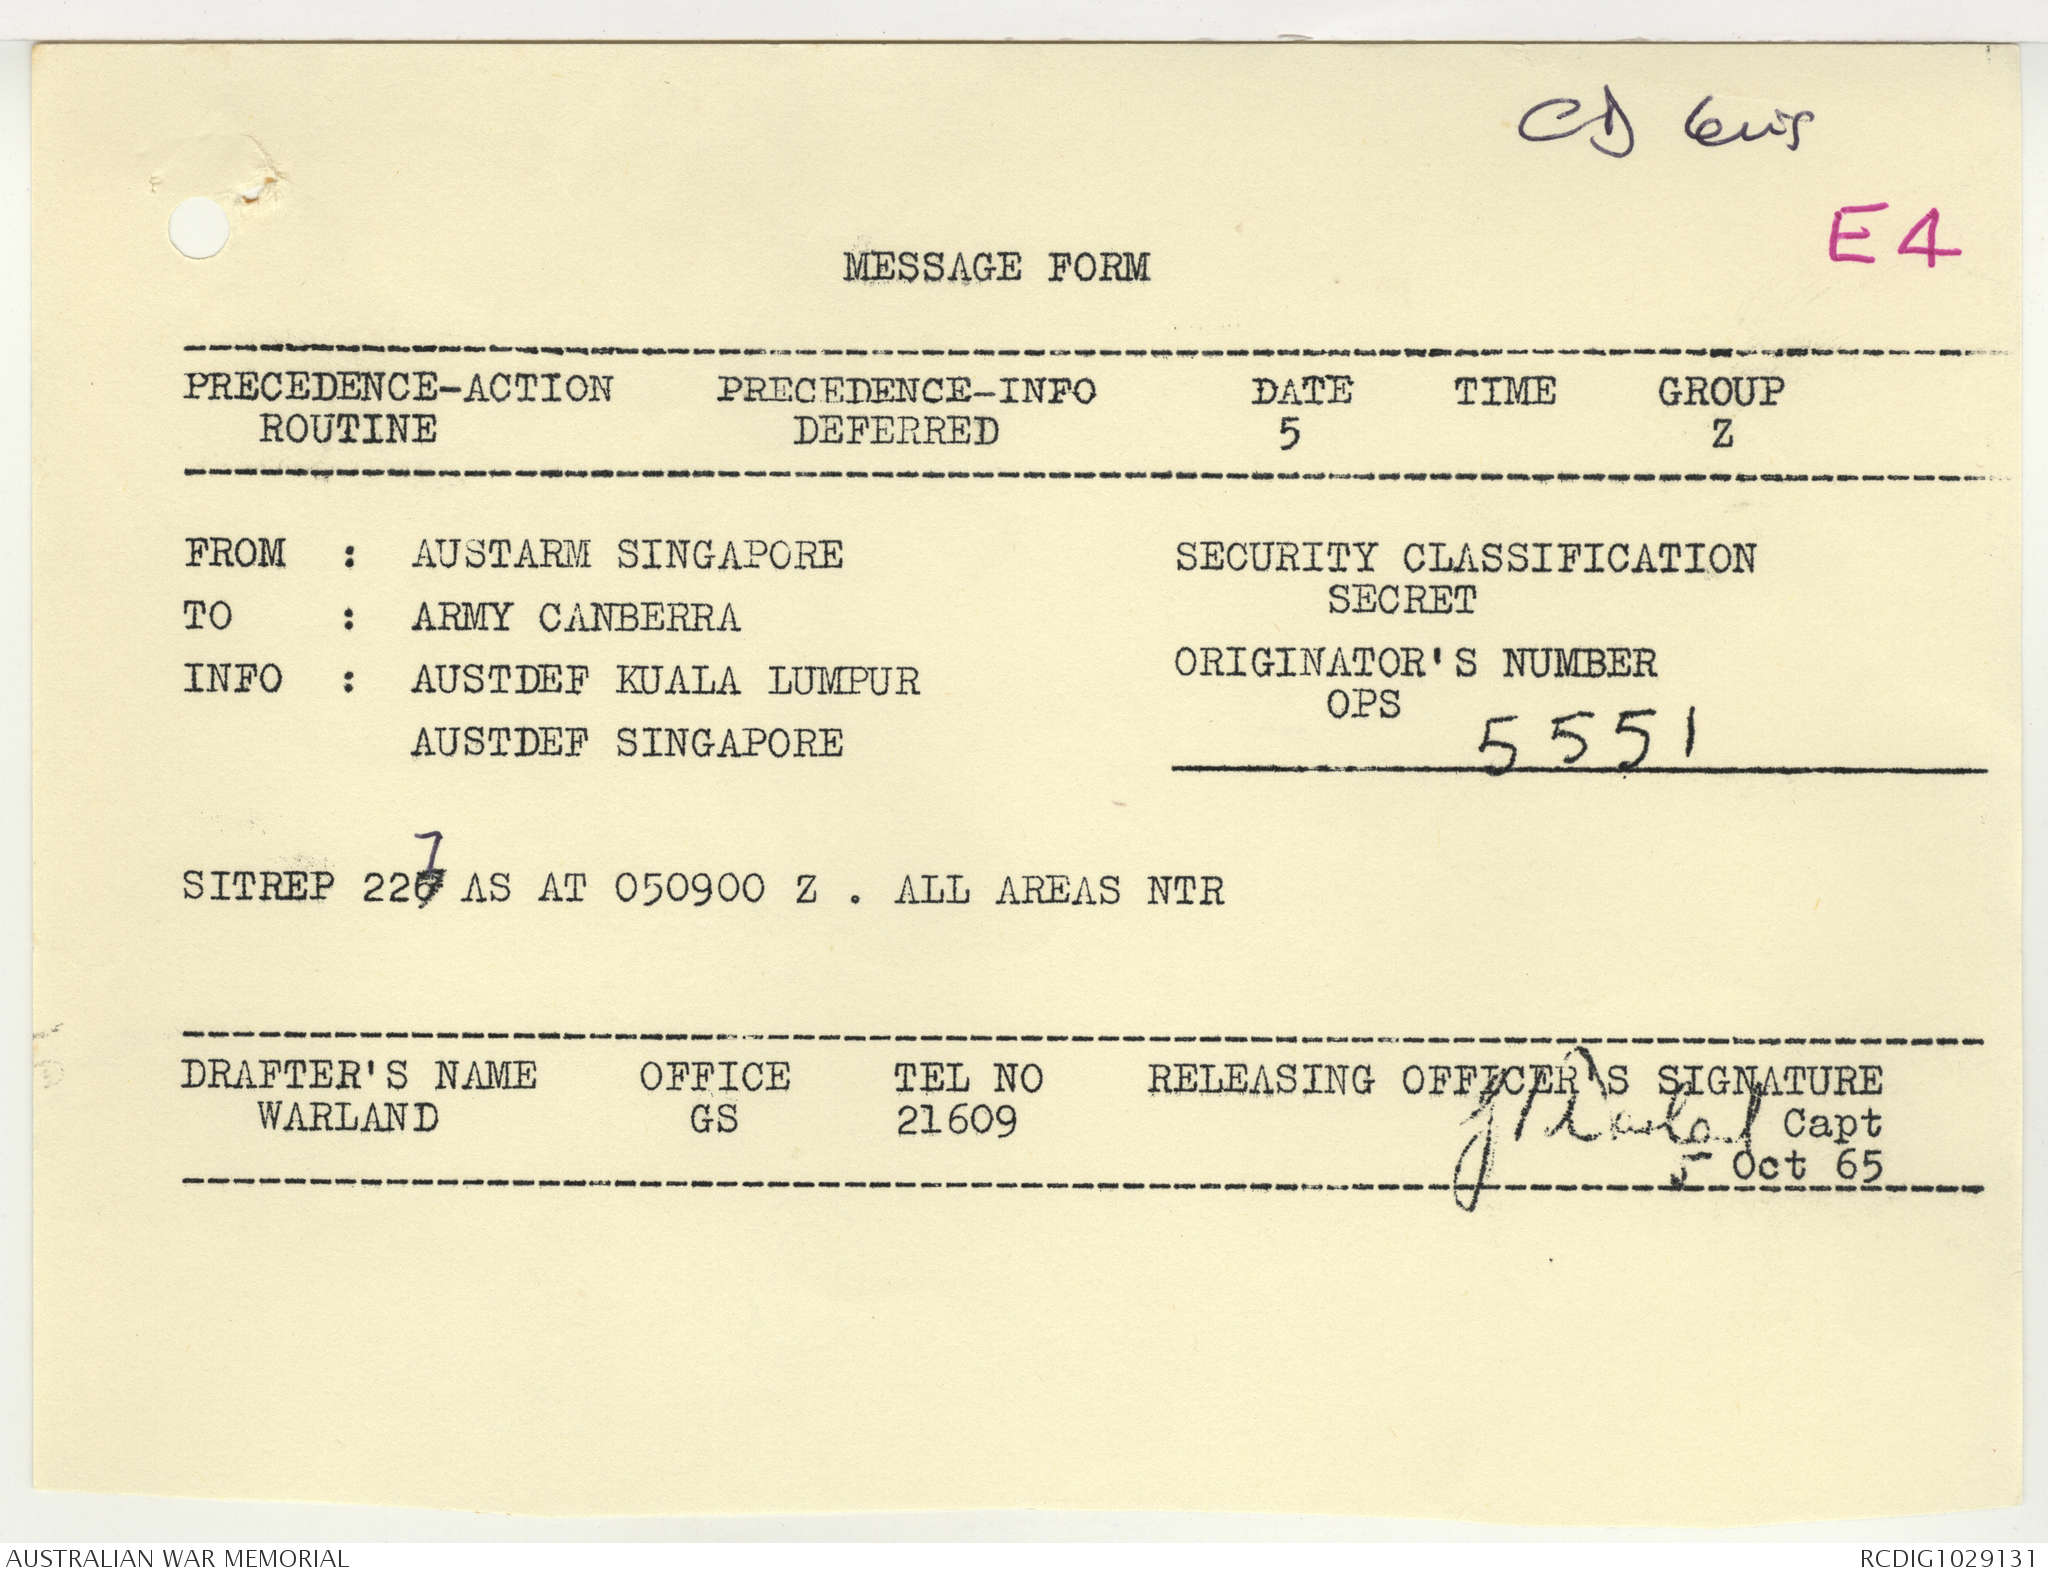 CD
E4
MESSAGE FORM
PRECEDENCE-ACTION PRECEDENCE-INFO DATE TIME GROUP
ROUTINE DEFERRED 5 Z
FROM : AUSTARM SINGAPORE SECURITY CLASSIFICATION
SECRET
TO : ARMY CANBERRA
ORIGINATOR'S NUMBER
INFO : AUSTDEF KUALA LUMPUR
OPS 5551
AUSTDEF SINGAPORE
SITREP 227 AS AT 050900 Z . ALL AREAS NTR
DRAFTER'S NAME OFFICE TEL NO RELEASING OFFICER'S SIGNATURE
WARLAND GS 21609 Capt
5 Oct 65
AUSTRALIAN WAR MEMORIAL RCDIG1029131